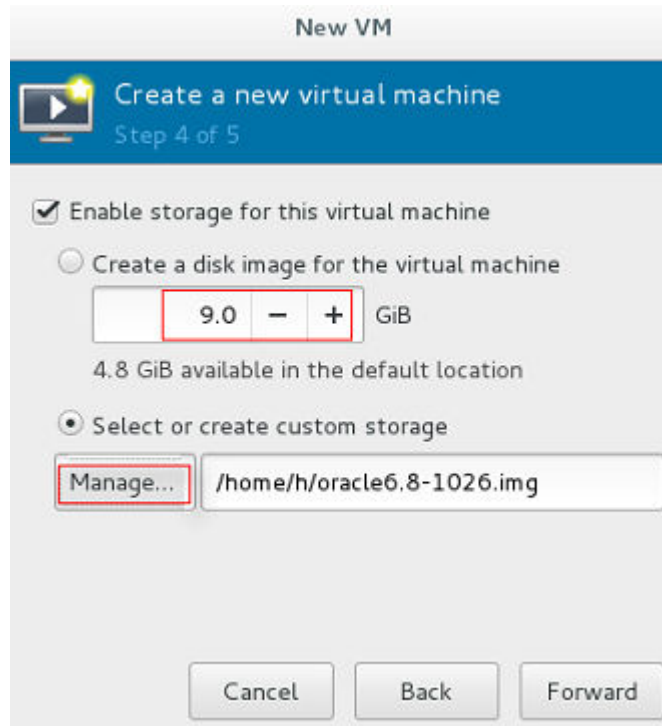 New VM
Create a new virtual machine
Step 4 of 5
Enable storage for this virtual machine
Create a disk image for the virtual machine
9.0 − + GiB
4.8 GiB available in the default location
Select or create custom storage
Manage... /home/h/oracle6.8-1026.img
Cancel Back Forward